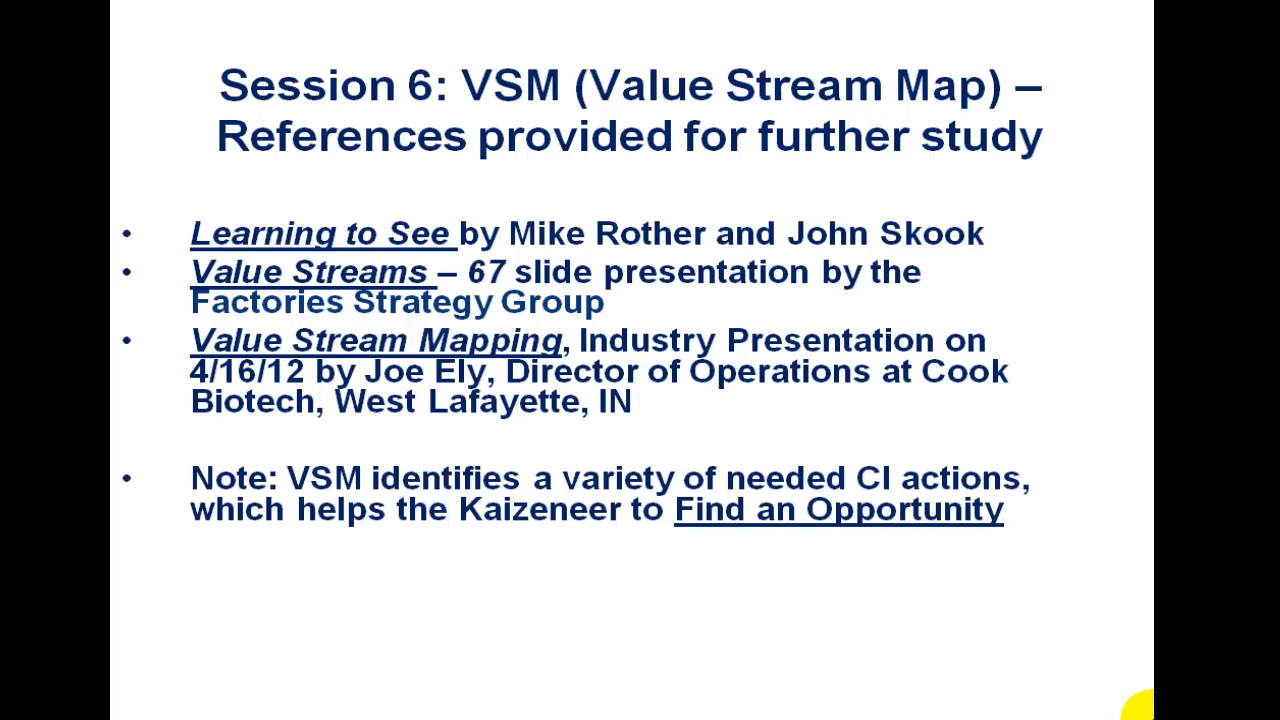 Session 6: VSM (Value Stream Map) –
References provided for further study
• Learning to See by Mike Rother and John Skook
• Value Streams – 67 slide presentation by the
Factories Strategy Group
• Value Stream Mapping, Industry Presentation on
4/16/12 by Joe Ely, Director of Operations at Cook
Biotech, West Lafayette, IN
• Note: VSM identifies a variety of needed CI actions,
which helps the Kaizeneer to Find an Opportunity